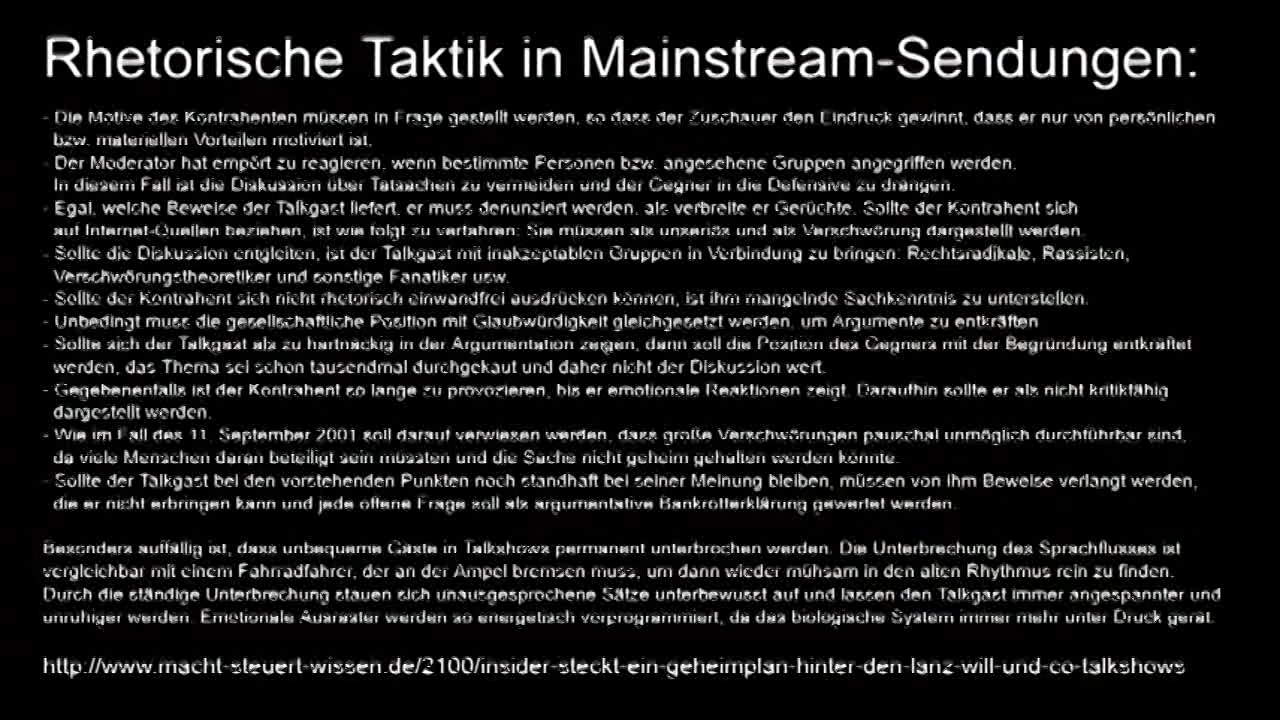 Rhetorische Taktik in Mainstream-Sendungen:
- Die Motive des Kontrahenten müssen in Frage gestellt werden, so dass der Zuschauer den Eindruck gewinnt, dass er nur von persönlichen
bzw. materiellen Vorteilen motiviert ist.
- Der Moderator hat empört zu reagieren, wenn bestimmte Personen bzw. angesehene Gruppen angegriffen werden.
In diesem Fall ist die Diskussion über Tatsachen zu vermeiden und der Gegner in die Defensive zu drängen.
- Egal, welche Beweise der Talkgast liefert, er muss denunziert werden, als verbreite er Gerüchte. Sollte der Kontrahent sich
auf Internet-Quellen beziehen, ist wie folgt zu verfahren: Sie müssen als unseriös und als Verschwörung dargestellt werden.
- Sollte die Diskussion entgleiten, ist der Talkgast mit inakzeptablen Gruppen in Verbindung zu bringen: Rechtsradikale, Rassisten,
Verschwörungstheoretiker und sonstige Fanatiker usw.
- Sollte der Kontrahent sich nicht rhetorisch einwandfrei ausdrücken können, ist ihm mangelnde Sachkenntnis zu unterstellen.
- Unbedingt muss die gesellschaftliche Position mit Glaubwürdigkeit gleichgesetzt werden, um Argumente zu entkräften
- Sollte sich der Talkgast als zu hartnäckig in der Argumentation zeigen, dann soll die Position des Gegners mit der Begründung entkräftet
werden, das Thema sei schon tausendmal durchgekaut und daher nicht der Diskussion wert.
- Gegebenenfalls ist der Kontrahent so lange zu provozieren, bis er emotionale Reaktionen zeigt. Daraufhin sollte er als nicht kritikfähig
dargestellt werden.
- Wie im Fall des 11. September 2001 soll darauf verwiesen werden, dass große Verschwörungen pauschal unmöglich durchführbar sind,
da viele Menschen daran beteiligt sein müssten und die Sache nicht geheim gehalten werden könnte.
- Sollte der Talkgast bei den vorstehenden Punkten noch standhaft bei seiner Meinung bleiben, müssen von ihm Beweise verlangt werden,
die er nicht erbringen kann und jede offene Frage soll als argumentative Bankrotterklärung gewertet werden.
Besonders auffällig ist, dass unbequeme Gäste in Talkshows permanent unterbrochen werden. Die Unterbrechung des Sprachflusses ist
vergleichbar mit einem Fahrradfahrer, der an der Ampel bremsen muss, um dann wieder mühsam in den alten Rhythmus rein zu finden.
Durch die ständige Unterbrechung stauen sich unausgesprochene Sätze unterbewusst auf und lassen den Talkgast immer angespannter und
unruhiger werden. Emotionale Ausraster werden so energetisch vorprogrammiert, da das biologische System immer mehr unter Druck gerät.
http://www.macht-steuert-wissen.de/2100/insider-steckt-ein-geheimplan-hinter-den-lanz-will-und-co-talkshows